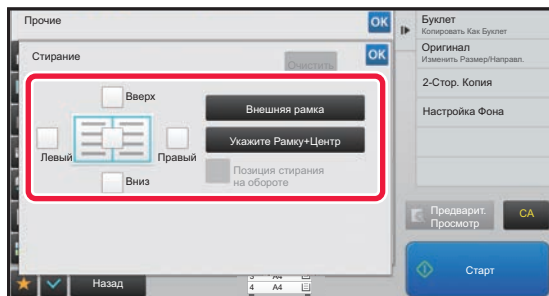 Прочие
OK
Стирание
Очистить
OK
Вверх
Левый
Правый
Вниз
Внешняя рамка
Укажите Рамку+Центр
Позиция стирания
на обороте
Назад
3 A4
4 A4
Буклет
Копировать Как Буклет
Оригинал
Изменить Размер/Направл.
2-Стор. Копия
Настройка Фона
Предварит.
Просмотр
CA
Старт